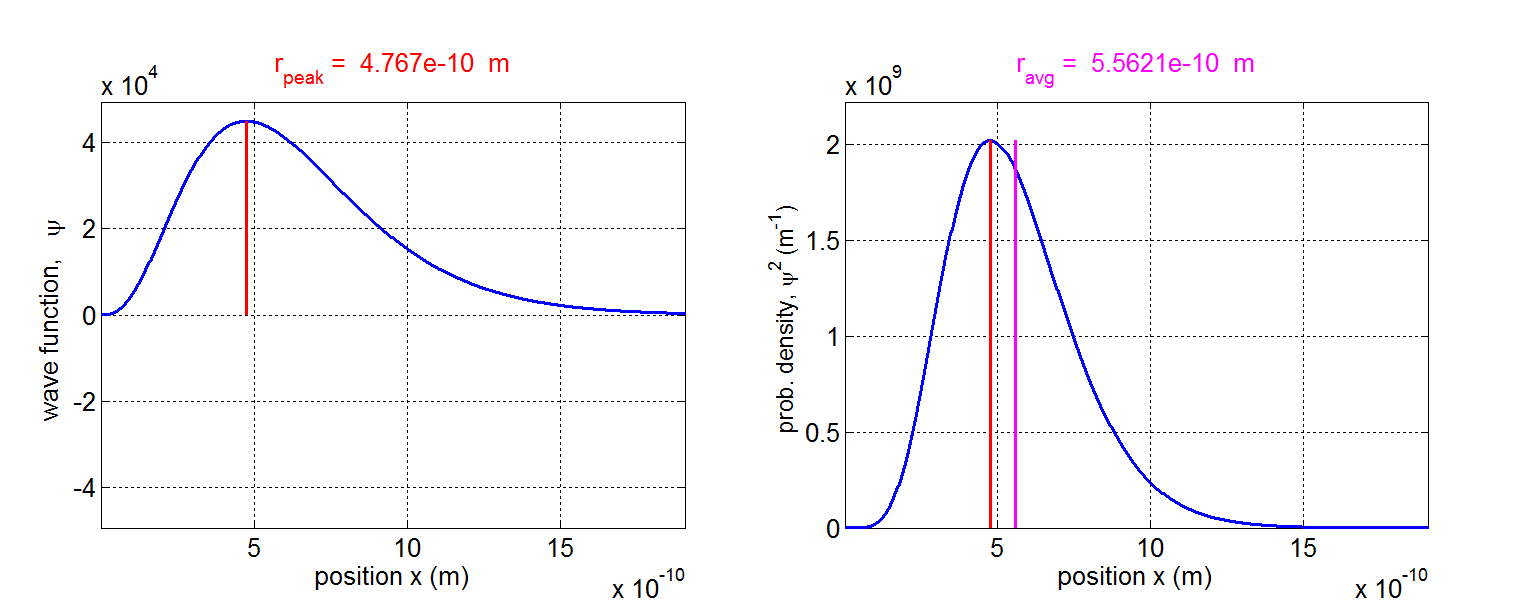 r_peak = 4.767e-10 m
x 10^4
4
2
0
-2
-4
wave function, ψ
5 10 15
position x (m)
x 10^-10
r_avg = 5.5621e-10 m
x 10^9
2
1.5
1
0.5
0
prob. density, ψ^2 (m^-1)
5 10 15
position x (m)
x 10^-10